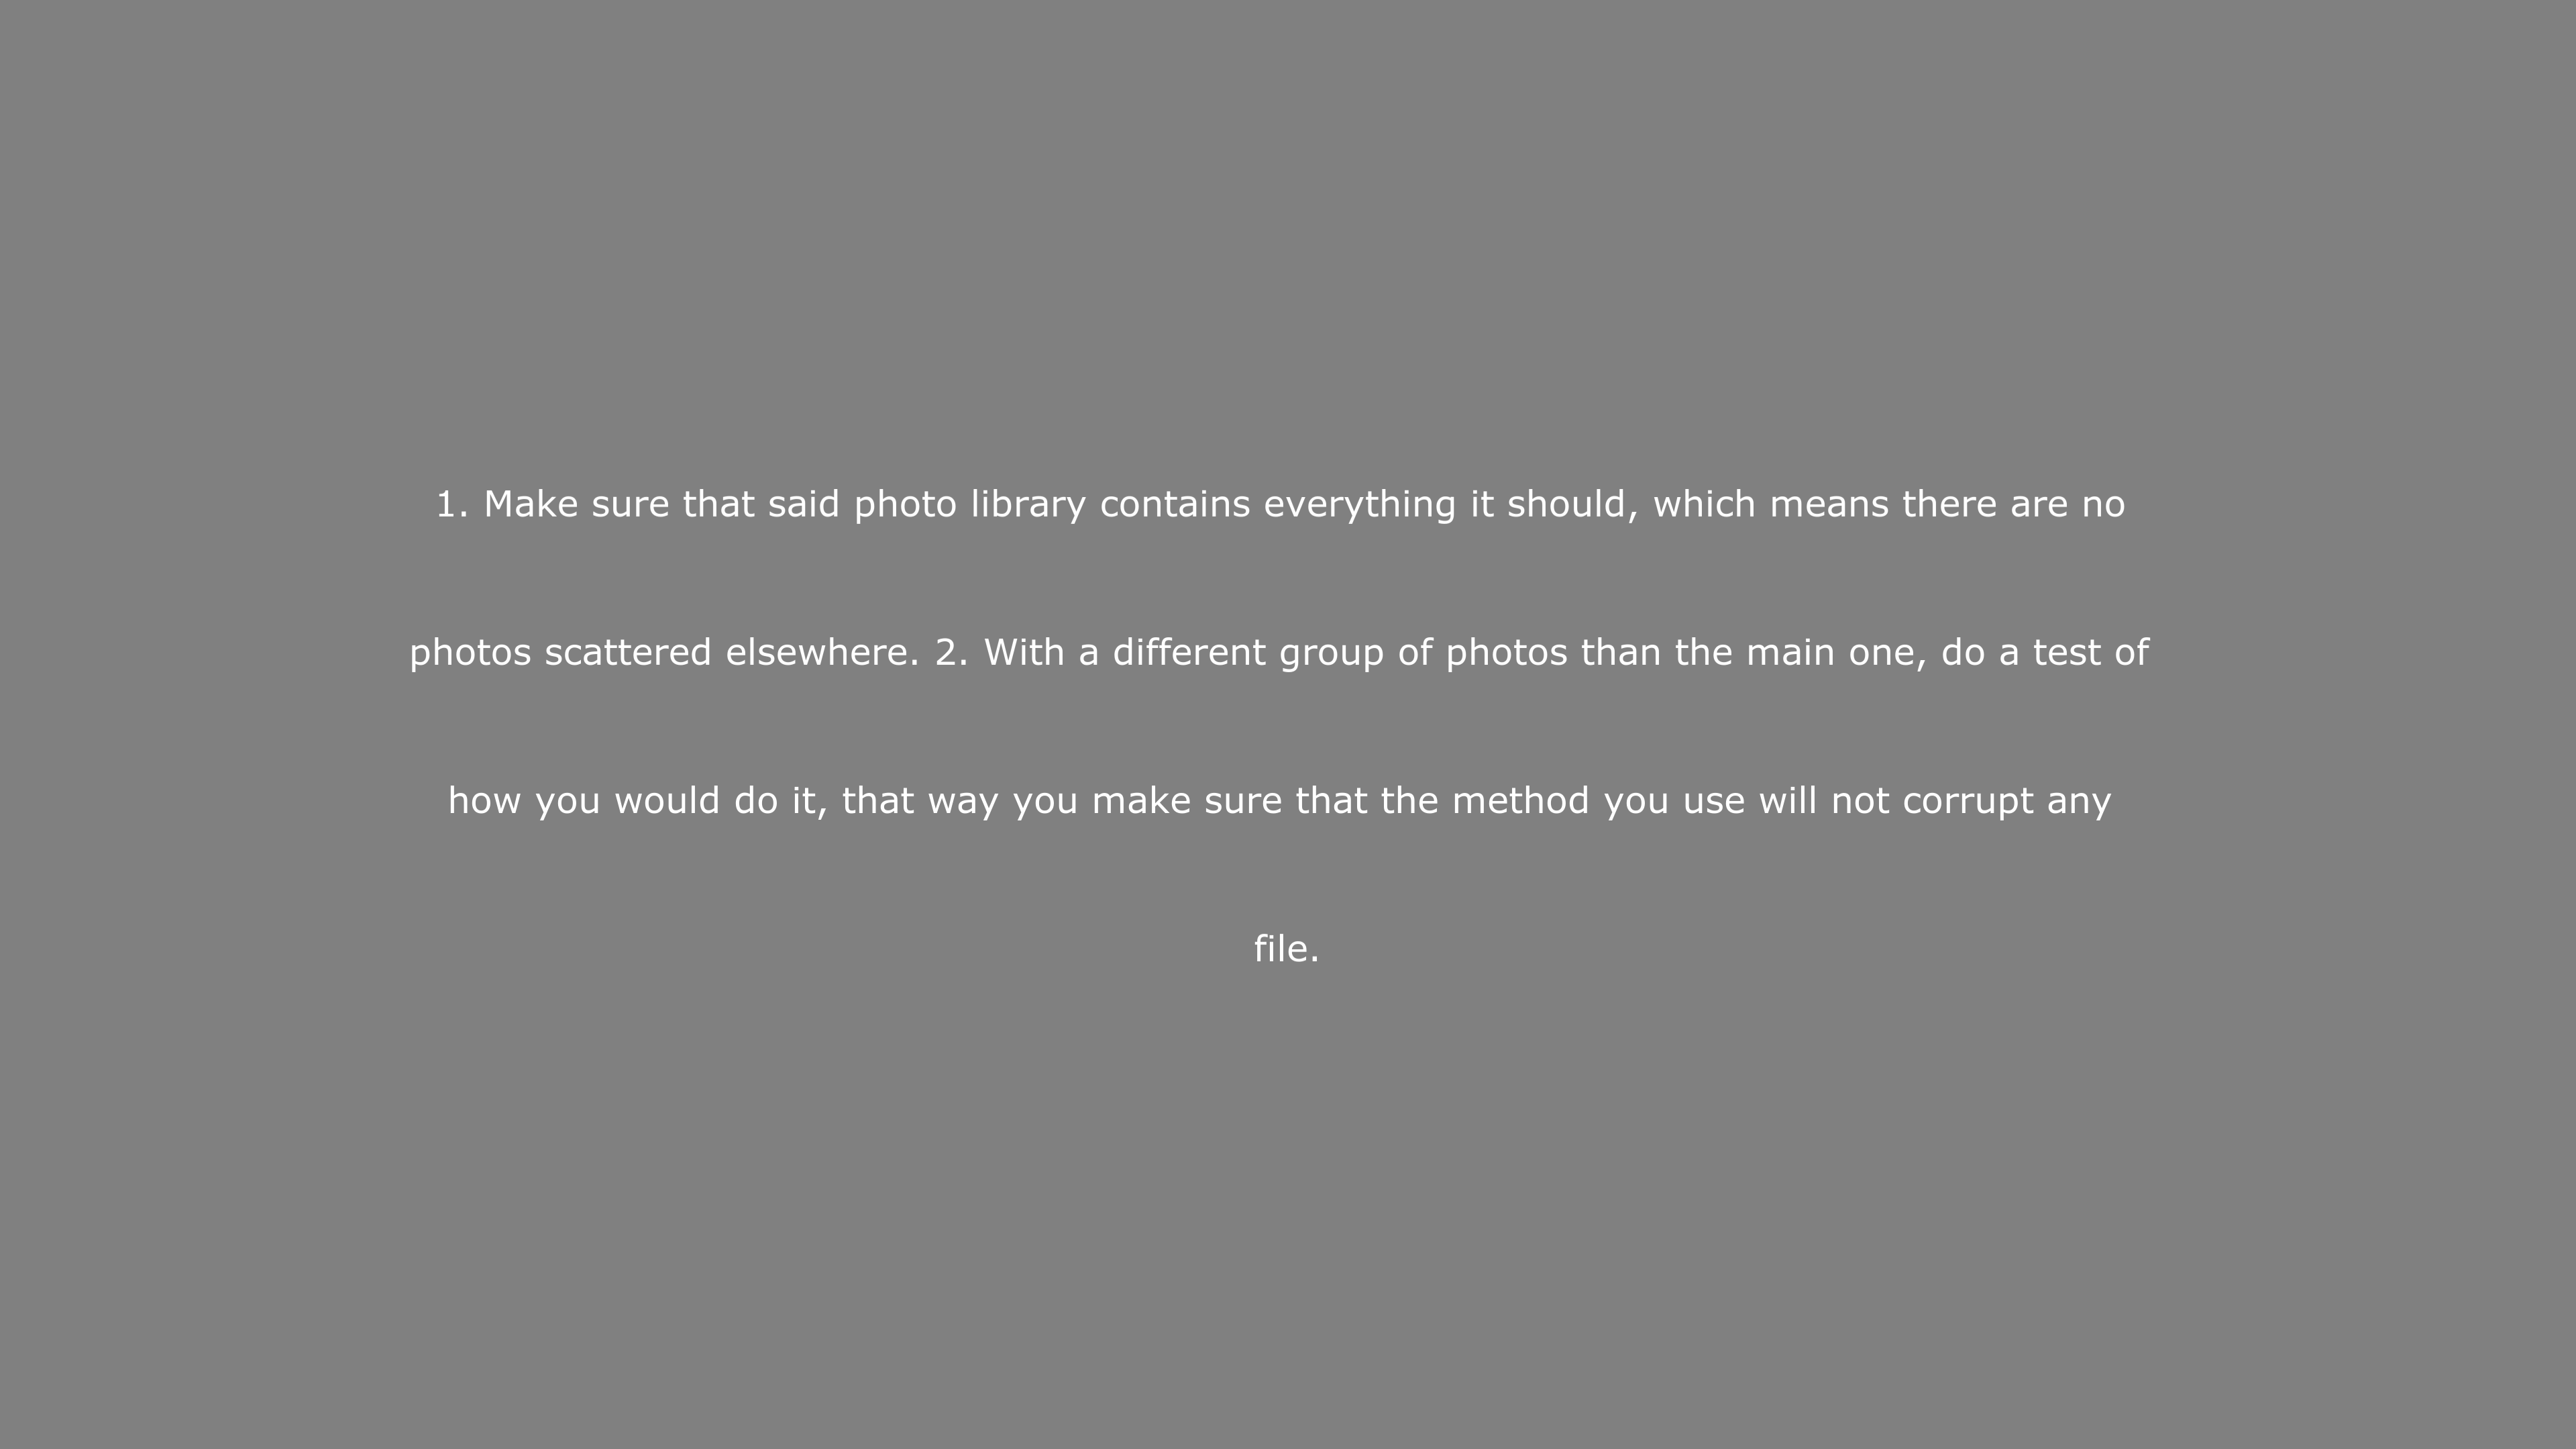 1. Make sure that said photo library contains everything it should, which means there are no
photos scattered elsewhere. 2. With a different group of photos than the main one, do a test of
how you would do it, that way you make sure that the method you use will not corrupt any
file.